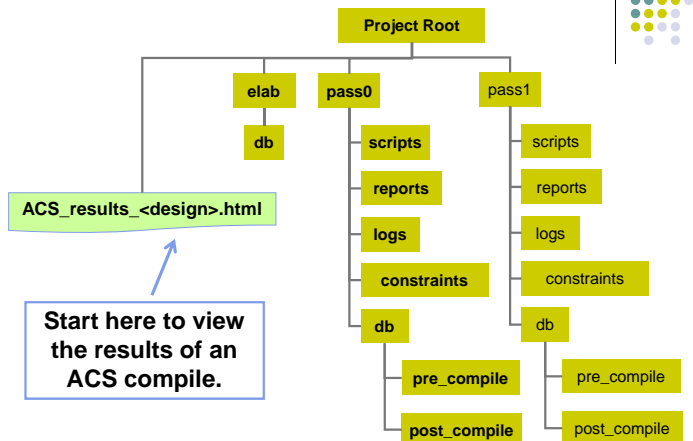 Project Root
elab
pass0
pass1
db
scripts
scripts
reports
reports
ACS_results_<design>.html
logs
logs
constraints
constraints
Start here to view
the results of an
ACS compile.
db
db
pre_compile
pre_compile
post_compile
post_compile